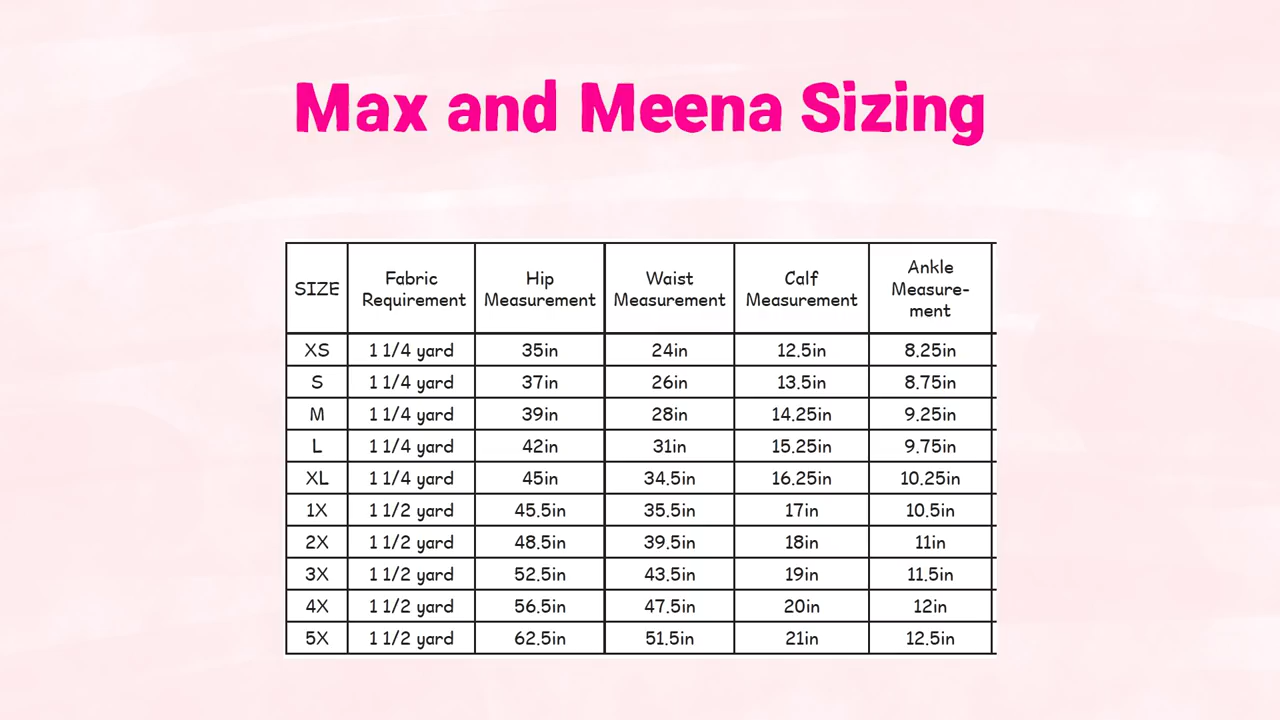 Max and Meena Sizing
SIZE Fabric Requirement Hip Measurement Waist Measurement Calf Measurement Ankle Measure-ment
XS 1 1/4 yard 35in 24in 12.5in 8.25in
S 1 1/4 yard 37in 26in 13.5in 8.75in
M 1 1/4 yard 39in 28in 14.25in 9.25in
L 1 1/4 yard 42in 31in 15.25in 9.75in
XL 1 1/4 yard 45in 34.5in 16.25in 10.25in
1X 1 1/2 yard 45.5in 35.5in 17in 10.5in
2X 1 1/2 yard 48.5in 39.5in 18in 11in
3X 1 1/2 yard 52.5in 43.5in 19in 11.5in
4X 1 1/2 yard 56.5in 47.5in 20in 12in
5X 1 1/2 yard 62.5in 51.5in 21in 12.5in